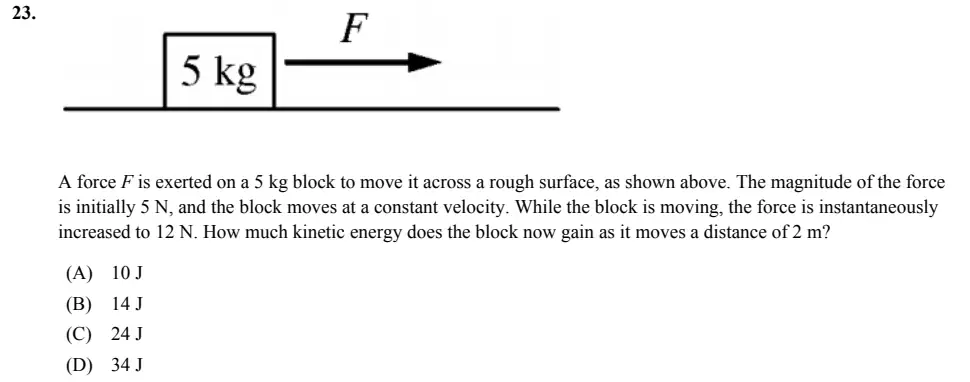 23.
F
5 kg
A force F is exerted on a 5 kg block to move it across a rough surface, as shown above. The magnitude of the force
is initially 5 N, and the block moves at a constant velocity. While the block is moving, the force is instantaneously
increased to 12 N. How much kinetic energy does the block now gain as it moves a distance of 2 m?
(A) 10 J
(B) 14 J
(C) 24 J
(D) 34 J